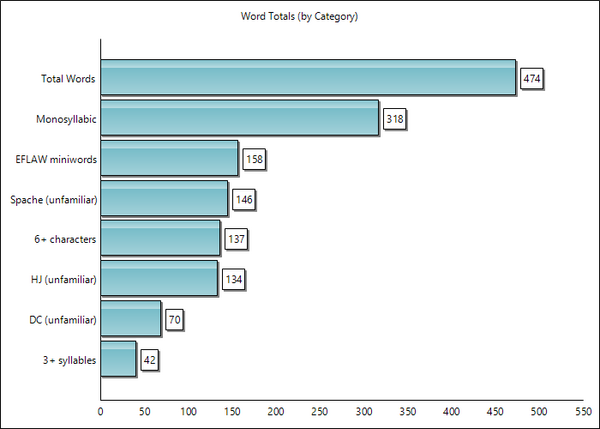 Word Totals (by Category)
Total Words 474
Monosyllabic 318
EFLAW miniwords 158
Spache (unfamiliar) 146
6+ characters 137
HJ (unfamiliar) 134
DC (unfamiliar) 70
3+ syllables 42
0 50 100 150 200 250 300 350 400 450 500 550